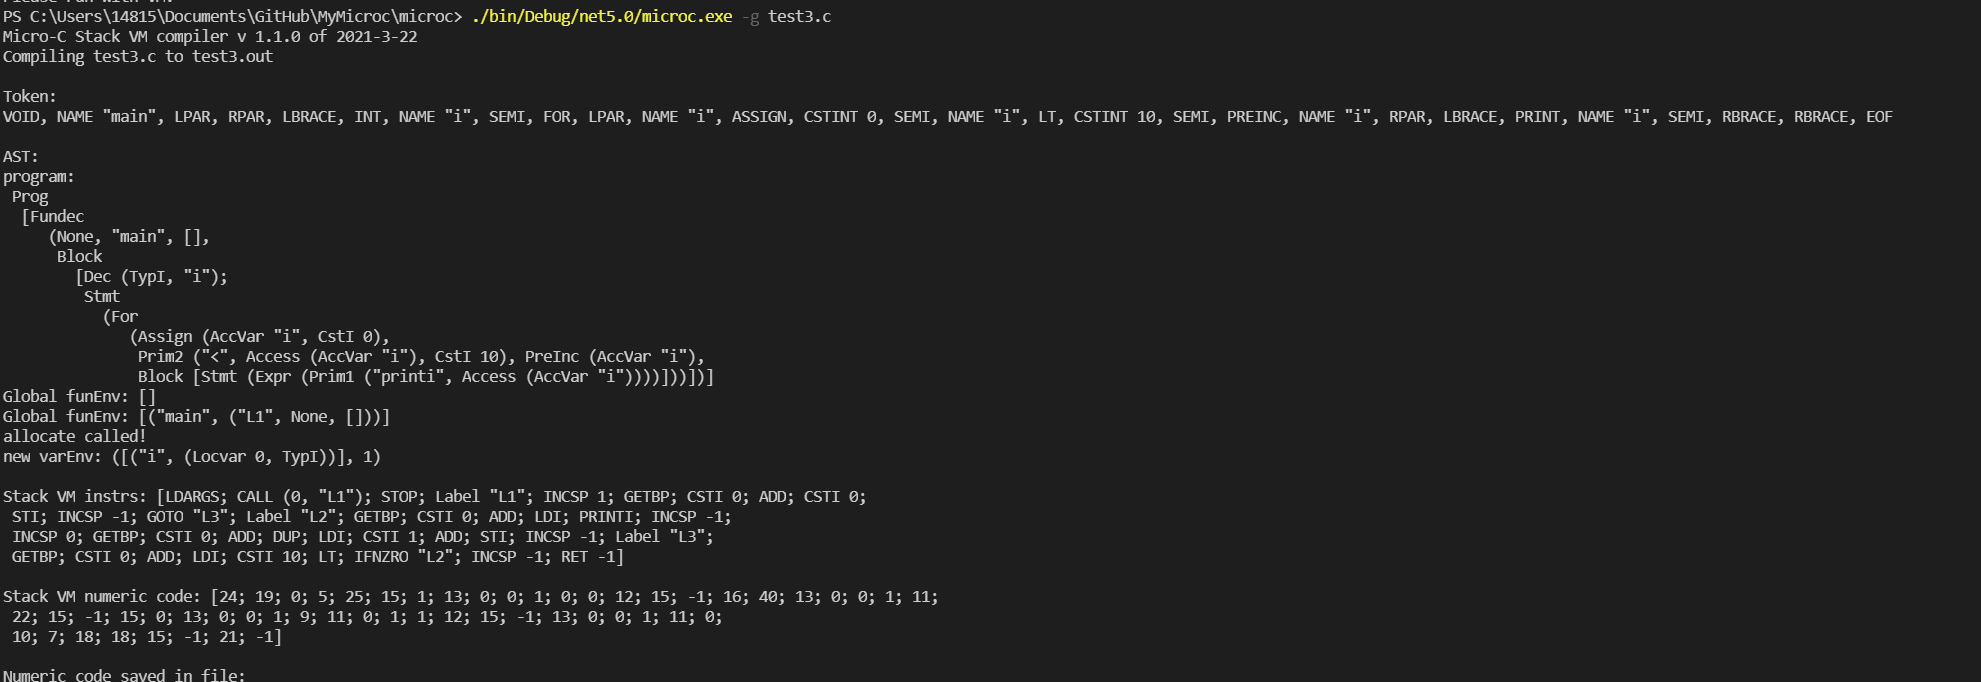 PS C:\Users\14815\Documents\GitHub\MyMicroc\microc> ./bin/Debug/net5.0/microc.exe -g test3.c
Micro-C Stack VM compiler v 1.1.0 of 2021-3-22
Compiling test3.c to test3.out
Token:
VOID, NAME "main", LPAR, RPAR, LBRACE, INT, NAME "i", SEMI, FOR, LPAR, NAME "i", ASSIGN, CSTINT 0, SEMI, NAME "i", LT, CSTINT 10, SEMI, PREINC, NAME "i", RPAR, LBRACE, PRINT, NAME "i", SEMI, RBRACE, RBRACE, EOF
AST:
program:
Prog
[Fundec
(None, "main", [],
Block
[Dec (TypI, "i");
Stmt
(For
(Assign (AccVar "i", CstI 0),
Prim2 ("<", Access (AccVar "i"), CstI 10), PreInc (AccVar "i"),
Block [Stmt (Expr (Prim1 ("printi", Access (AccVar "i"))))]))])]
Global funEnv: []
Global funEnv: [("main", ("L1", None, []))]
allocate called!
new varEnv: ([("i", (Locvar 0, TypI))], 1)
Stack VM instrs: [LDARGS; CALL (0, "L1"); STOP; Label "L1"; INCSP 1; GETBP; CSTI 0; ADD; CSTI 0;
STI; INCSP -1; GOTO "L3"; Label "L2"; GETBP; CSTI 0; ADD; LDI; PRINTI; INCSP -1;
INCSP 0; GETBP; CSTI 0; ADD; DUP; LDI; CSTI 1; ADD; STI; INCSP -1; Label "L3";
GETBP; CSTI 0; ADD; LDI; CSTI 10; LT; IFNZRO "L2"; INCSP -1; RET -1]
Stack VM numeric code: [24; 19; 0; 5; 25; 15; 1; 13; 0; 0; 1; 0; 0; 12; 15; -1; 16; 40; 13; 0; 0; 1; 11;
22; 15; -1; 15; 0; 13; 0; 0; 1; 9; 11; 0; 1; 1; 12; 15; -1; 13; 0; 0; 1; 11; 0;
10; 7; 18; 18; 15; -1; 21; -1]
Numeric code saved in file: